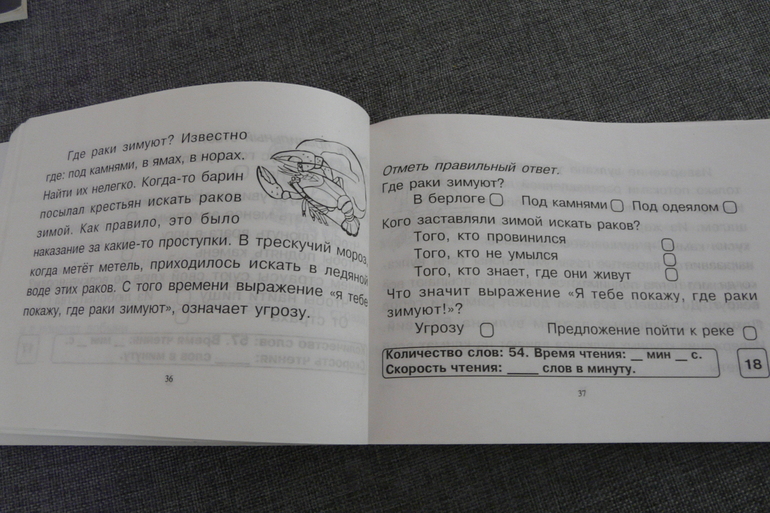 Где раки зимуют? Известно
где: под камнями, в ямах, в норах.
Найти их нелегко. Когда-то барин
посылал крестьян искать раков
зимой. Как правило, это было
наказание за какие-то проступки. В трескучий мороз,
когда метёт метель, приходилось искать в ледяной
воде этих раков. С того времени выражение «я тебе
покажу, где раки зимуют», означает угрозу.
36
Отметь правильный ответ.
Где раки зимуют?
В берлоге Под камнями Под одеялом
Кого заставляли зимой искать раков?
Того, кто провинился
Того, кто не умылся
Того, кто знает, где они живут
Что значит выражение «Я тебе покажу, где раки
зимуют!»?
Угрозу Предложение пойти к реке
Количество слов: 54. Время чтения: __ мин __ с.
Скорость чтения: ____ слов в минуту.
18
37